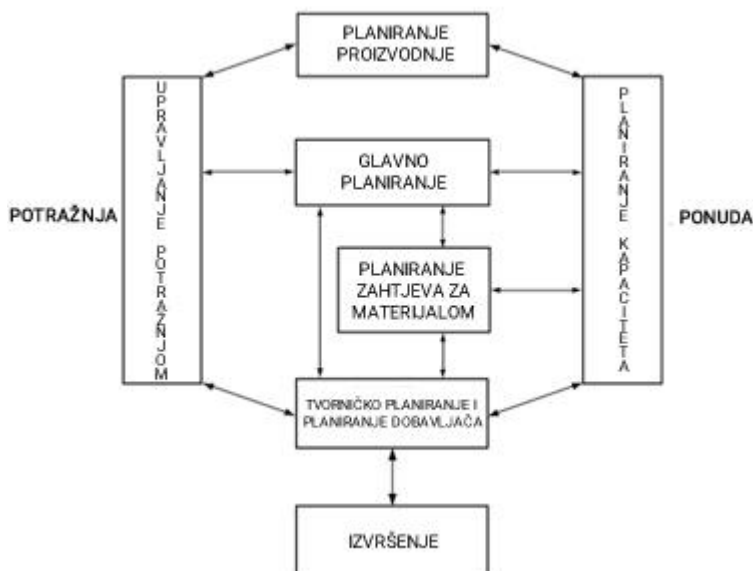 PLANIRANJE
PROIZVODNJE
UPRAVLJANJE POTRAŽNJOM
PLANIRANJE KAPACITETA
GLAVNO
PLANIRANJE
POTRAŽNJA
PONUDA
PLANIRANJE
ZAHTJEVA ZA
MATERIJALOM
TVORNIČKO PLANIRANJE I
PLANIRANJE DOBAVLJAČA
IZVRŠENJE